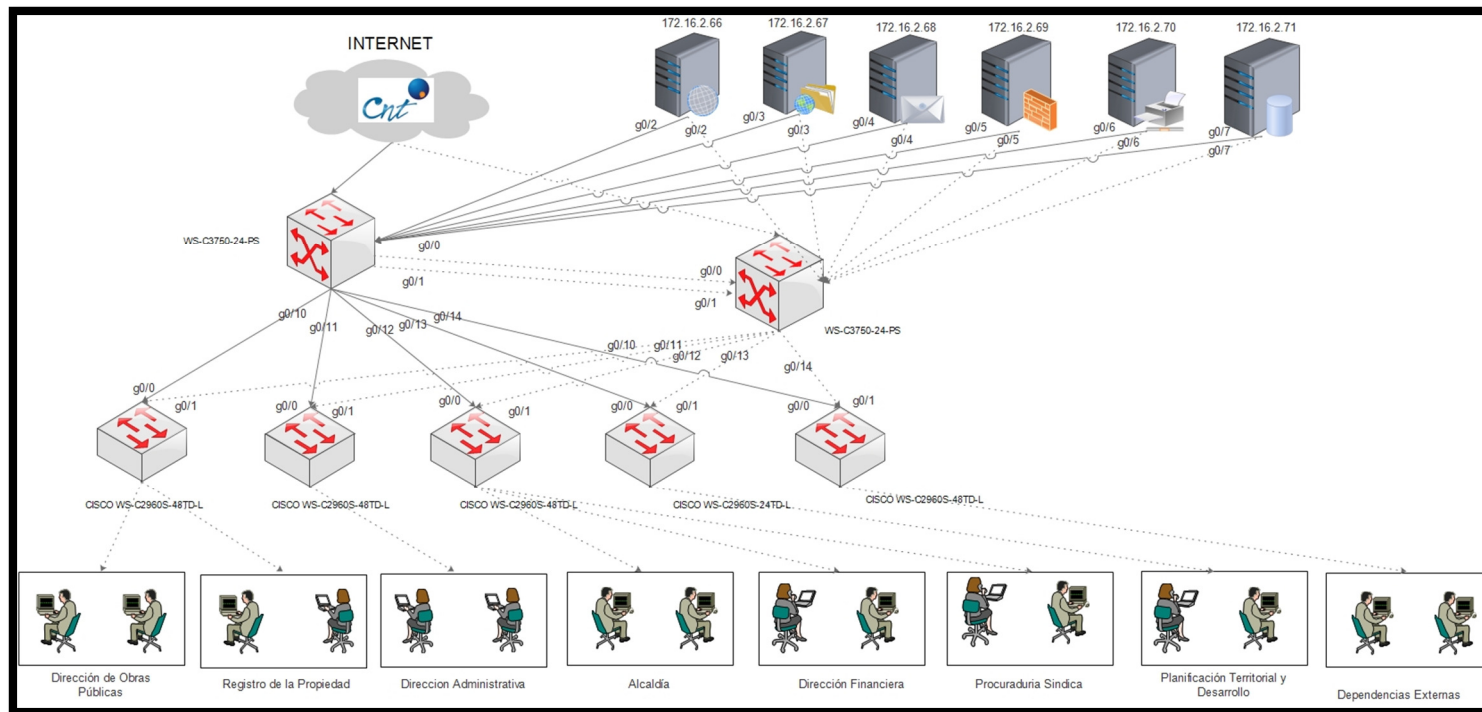 172.16.2.66
172.16.2.67
172.16.2.68
172.16.2.69
172.16.2.70
172.16.2.71
INTERNET
Cnt
g0/2
g0/2
g0/3
g0/3
g0/4
g0/4
g0/5
g0/5
g0/6
g0/6
g0/7
g0/7
WS-C3750-24-PS
g0/0
g0/1
g0/0
g0/1
WS-C3750-24-PS
g0/10
g0/11
g0/12
g0/13
g0/14
g0/10
g0/11
g0/12
g0/13
g0/14
g0/0
g0/1
g0/0
g0/1
g0/0
g0/1
g0/0
g0/1
g0/0
g0/1
CISCO WS-C2960S-48TD-L
CISCO WS-C2960S-48TD-L
CISCO WS-C2960S-48TD-L
CISCO WS-C2960S-24TD-L
CISCO WS-C2960S-48TD-L
Dirección de Obras
Públicas
Registro de la Propiedad
Direccion Administrativa
Alcaldía
Dirección Financiera
Procuraduria Sindica
Planificación Territorial y
Desarrollo
Dependencias Externas